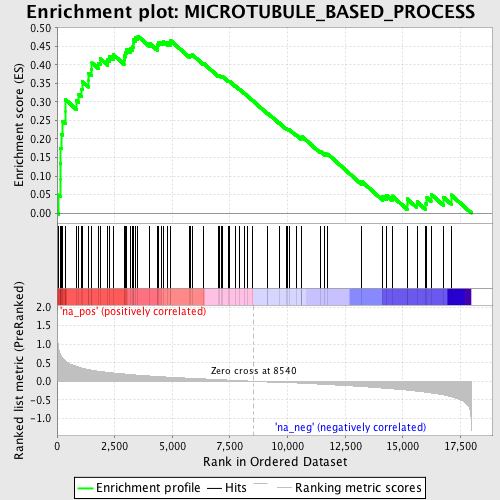 Enrichment plot: MICROTUBULE_BASED_PROCESS
Enrichment score (ES)
0.50
0.45
0.40
0.35
0.30
0.25
0.20
0.15
0.10
0.05
0.00
'na_pos' (positively correlated)
Ranked list metric (PreRanked)
2.0
1.5
1.0
0.5
0.0
-0.5
-1.0
Zero cross at 8540
'na_neg' (negatively correlated)
0 2,500 5,000 7,500 10,000 12,500 15,000 17,500
Rank in Ordered Dataset
Enrichment profile Hits Ranking metric scores